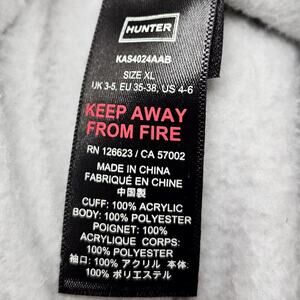 HUNTER
KAS4024AAB
SIZE XL
UK 3-5, EU 35-38, US 4-6
KEEP AWAY
FROM FIRE
RN 126623 / CA 57002
MADE IN CHINA
FABRIQUÉ EN CHINE
中国製
CUFF: 100% ACRYLIC
BODY: 100% POLYESTER
POIGNET: 100%
ACRYLIQUE CORPS:
100% POLYESTER
袖口: 100% アクリル 本体:
100% ポリエステル